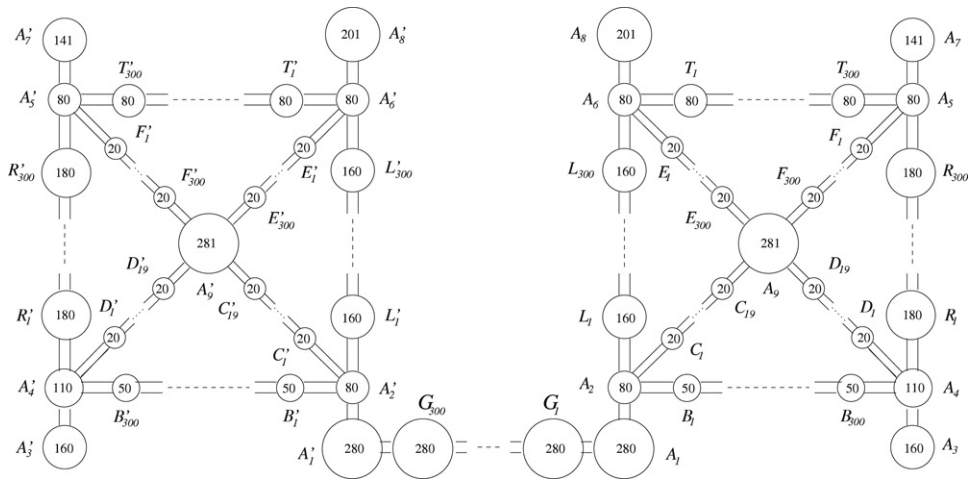 A'7 141 201 A'8 A8 201 141 A7
T'300 T'1 T1 T300
A'5 80 80 80 80 A'6 A6 80 80 80 80 A5
F'1 20 20 E'1 E1 20 20 F1
R'300 180 160 L'300 L300 160 180 R300
F'300 20 20 E'300 E300 20 20 F300
281 281
D'19 A'9 C'19 C19 A9 D19
20 20 20 20
R'1 180 160 L'1 L1 160 180 R1
D'1 20 20 C'1 C1 20 20 D1
A'4 110 50 50 80 A'2 A2 80 50 50 110 A4
B'300 B'1 G300 G1 B1 B300
A'3 160 280 280 280 280 160 A3
A'1 A1